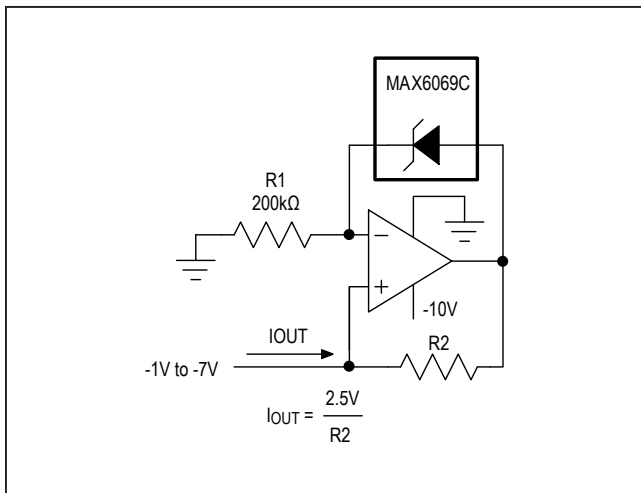 MAX6069C
R1
200kΩ
−
+
-10V
IOUT
R2
-1V to -7V
IOUT = 2.5V
R2